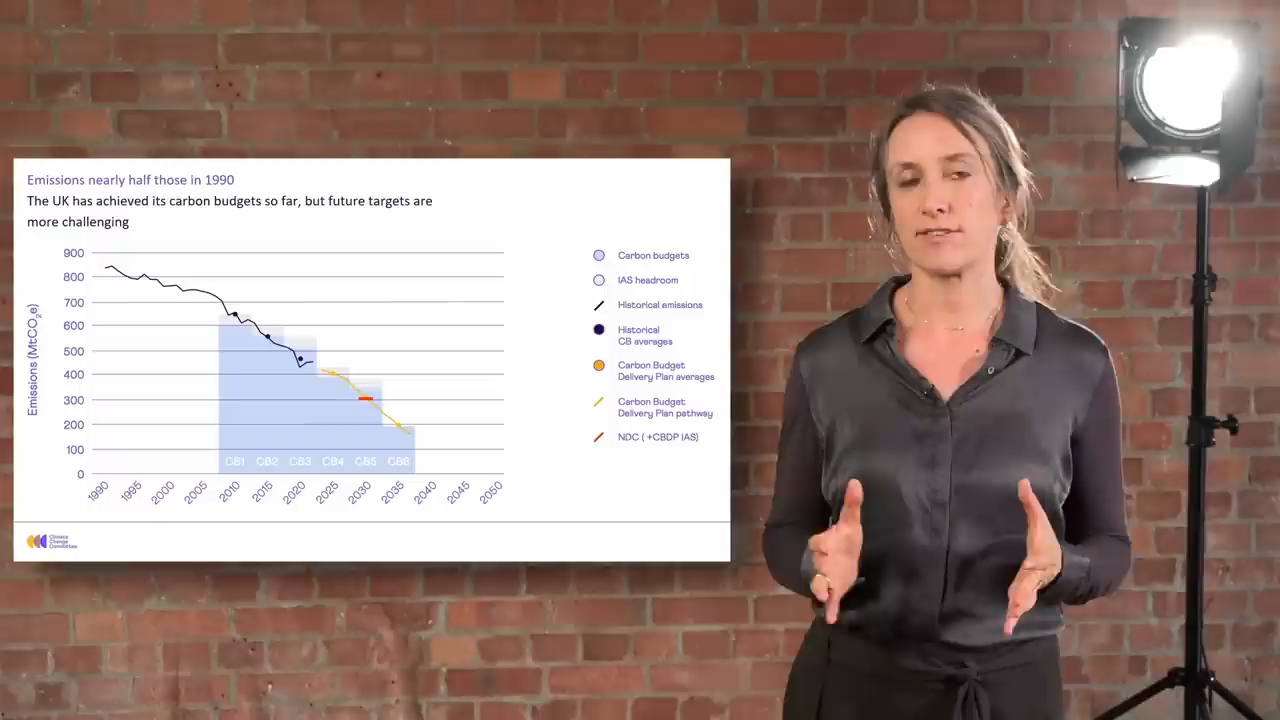 Emissions nearly half those in 1990
The UK has achieved its carbon budgets so far, but future targets are
more challenging
900
800
700
600
500
400
300
200
100
0
Emissions (MtCO₂e)
CB1 CB2 CB3 CB4 CB5 CB6
1990 1995 2000 2005 2010 2015 2020 2025 2030 2035 2040 2045 2050
Carbon budgets
IAS headroom
Historical emissions
Historical
CB averages
Carbon Budget
Delivery Plan averages
Carbon Budget
Delivery Plan pathway
NDC ( +CBDP IAS)
Climate
Change
Committee